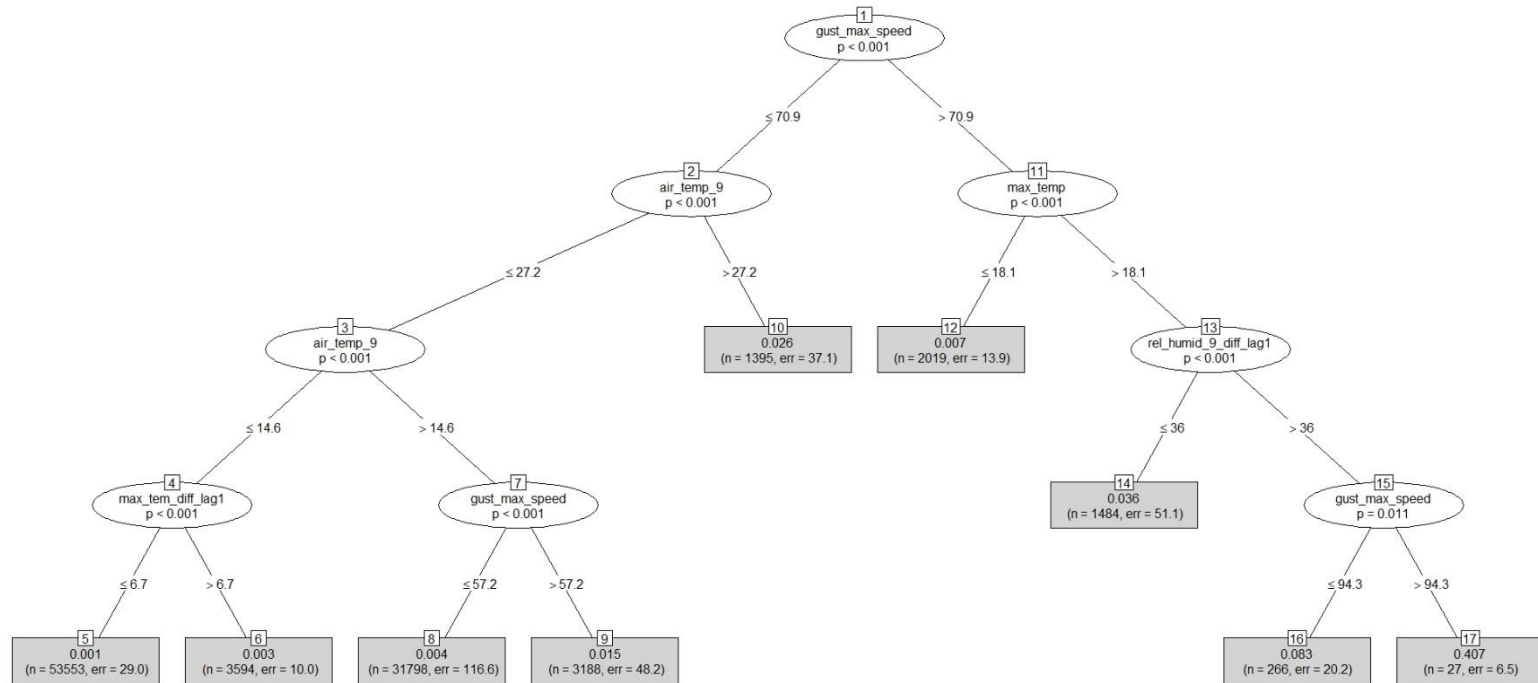 1
gust_max_speed
p < 0.001
≤ 70.9
> 70.9
2
air_temp_9
p < 0.001
11
max_temp
p < 0.001
≤ 27.2
> 27.2
≤ 18.1
> 18.1
3
air_temp_9
p < 0.001
10
0.026
(n = 1395, err = 37.1)
12
0.007
(n = 2019, err = 13.9)
13
rel_humid_9_diff_lag1
p < 0.001
≤ 14.6
> 14.6
≤ 36
> 36
4
max_tem_diff_lag1
p < 0.001
7
gust_max_speed
p < 0.001
14
0.036
(n = 1484, err = 51.1)
15
gust_max_speed
p = 0.011
≤ 6.7
> 6.7
≤ 57.2
> 57.2
≤ 94.3
> 94.3
5
0.001
(n = 53553, err = 29.0)
6
0.003
(n = 3594, err = 10.0)
8
0.004
(n = 31798, err = 116.6)
9
0.015
(n = 3188, err = 48.2)
16
0.083
(n = 266, err = 20.2)
17
0.407
(n = 27, err = 6.5)